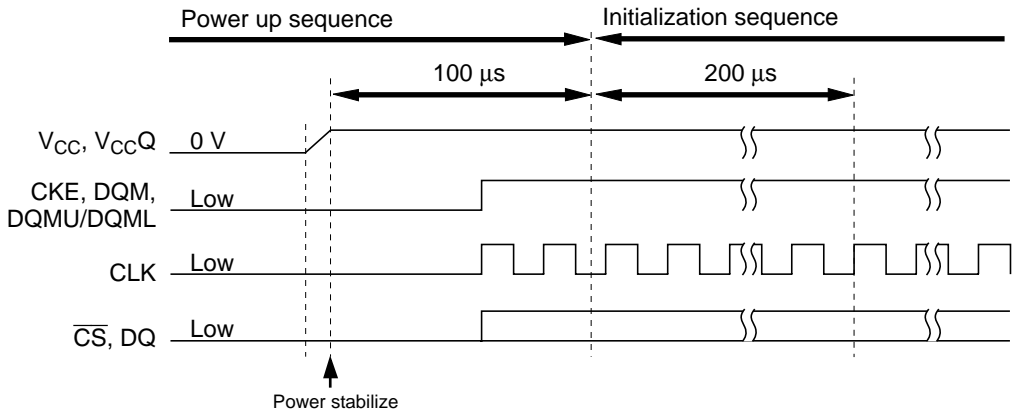 Power up sequence
Initialization sequence
100 μs
200 μs
VCC, VCCQ
0 V
CKE, DQM,
DQMU/DQML
Low
CLK
Low
CS, DQ
Low
Power stabilize